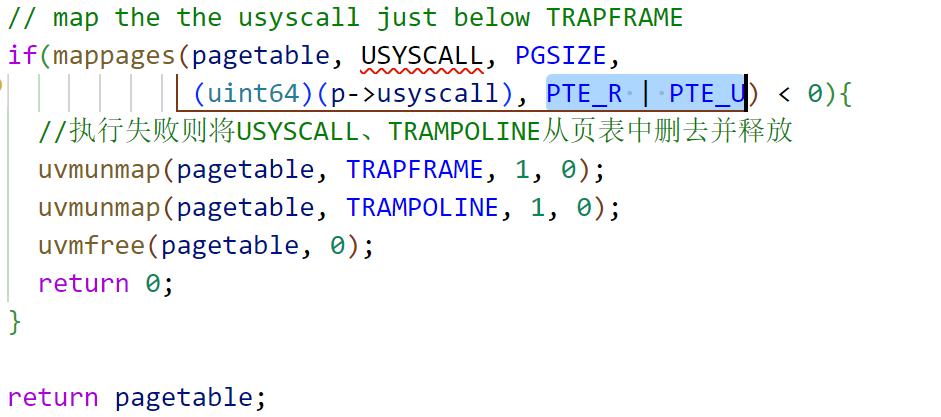 // map the the usyscall just below TRAPFRAME
if(mappages(pagetable, USYSCALL, PGSIZE,
(uint64)(p->usyscall), PTE_R | PTE_U) < 0){
//执行失败则将USYSCALL、TRAMPOLINE从页表中删去并释放
uvmunmap(pagetable, TRAPFRAME, 1, 0);
uvmunmap(pagetable, TRAMPOLINE, 1, 0);
uvmfree(pagetable, 0);
return 0;
}
return pagetable;